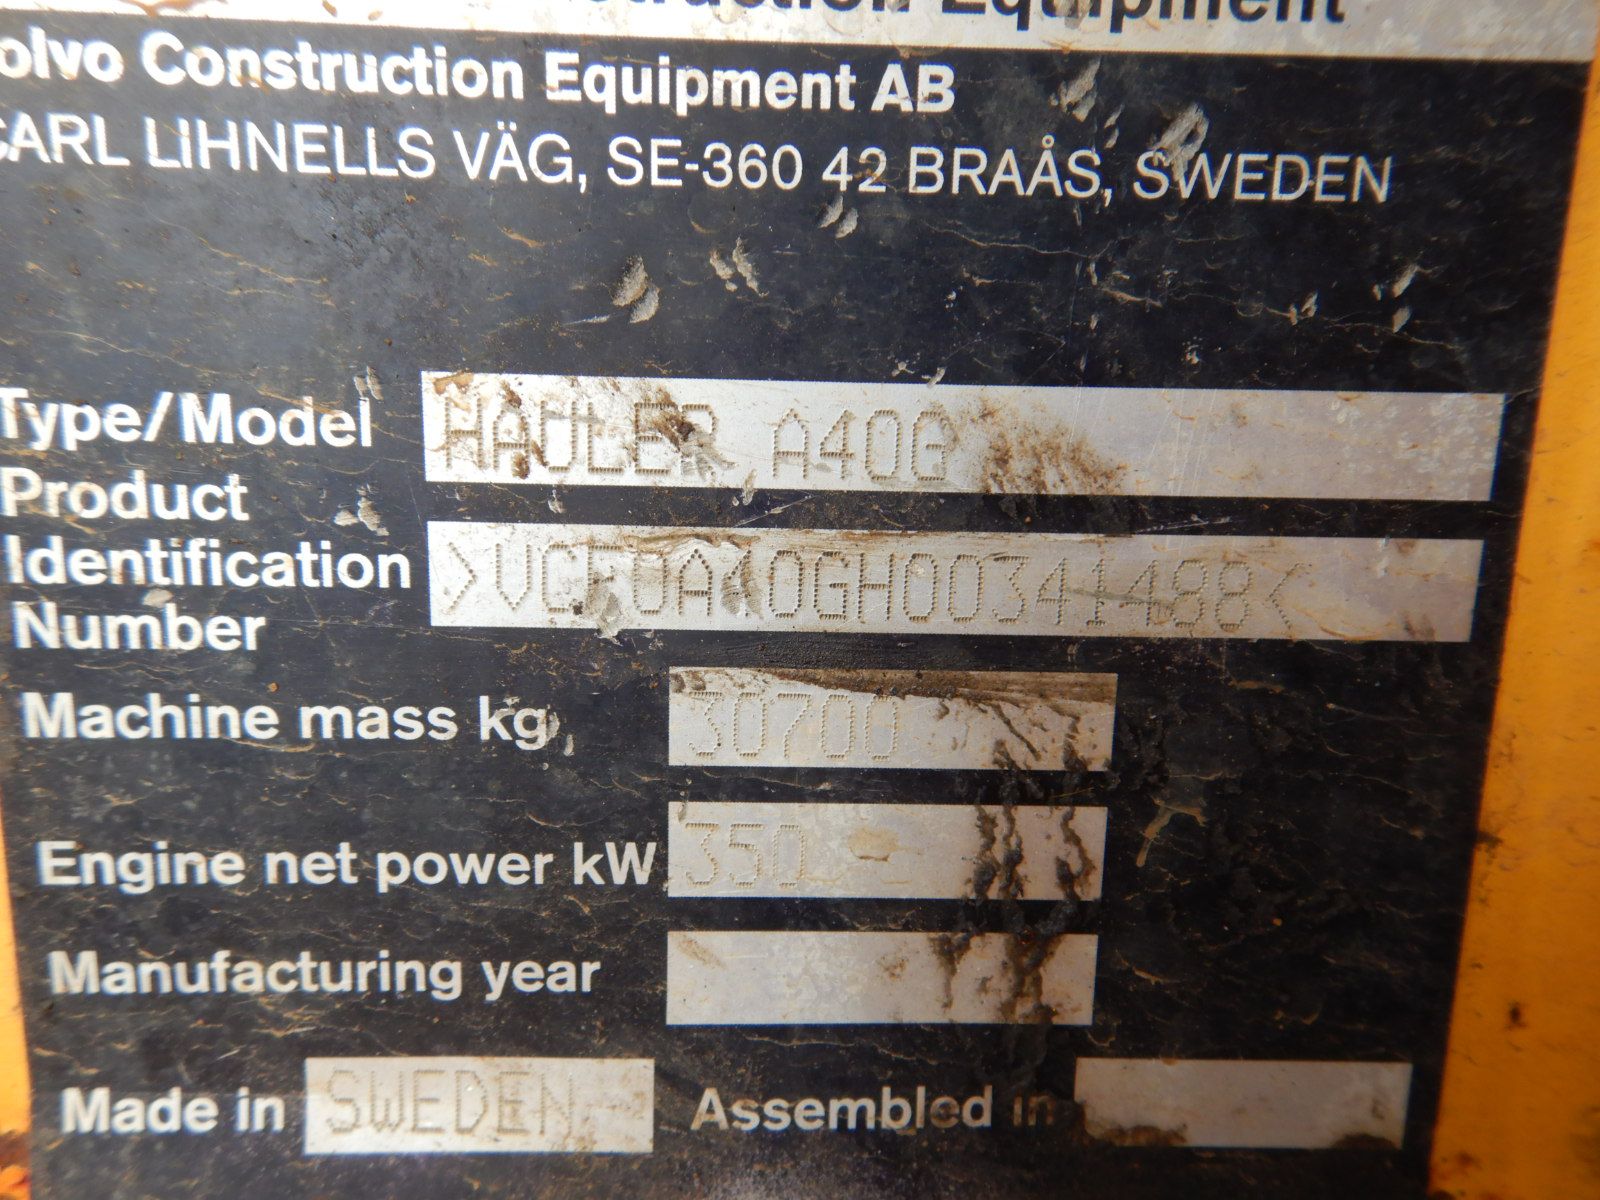 Construction Equipment
Volvo Construction Equipment AB
CARL LIHNELLS VÄG, SE-360 42 BRAÅS, SWEDEN
Type/Model HAULER A40G
Product
Identification >VCE0A40GH00341488<
Number
Machine mass kg 30700
Engine net power kW 350
Manufacturing year
Made in SWEDEN Assembled in